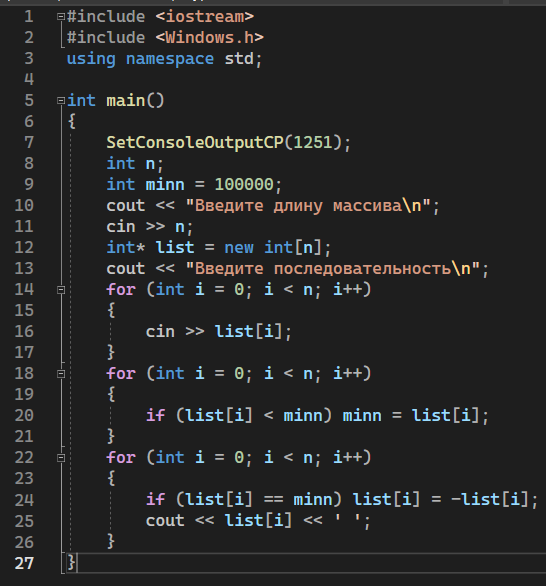 1 #include <iostream>
2 #include <Windows.h>
3 using namespace std;
4
5 int main()
6 {
7     SetConsoleOutputCP(1251);
8     int n;
9     int minn = 100000;
10     cout << "Введите длину массива\n";
11     cin >> n;
12     int* list = new int[n];
13     cout << "Введите последовательность\n";
14     for (int i = 0; i < n; i++)
15     {
16         cin >> list[i];
17     }
18     for (int i = 0; i < n; i++)
19     {
20         if (list[i] < minn) minn = list[i];
21     }
22     for (int i = 0; i < n; i++)
23     {
24         if (list[i] == minn) list[i] = -list[i];
25         cout << list[i] << ' ';
26     }
27 }